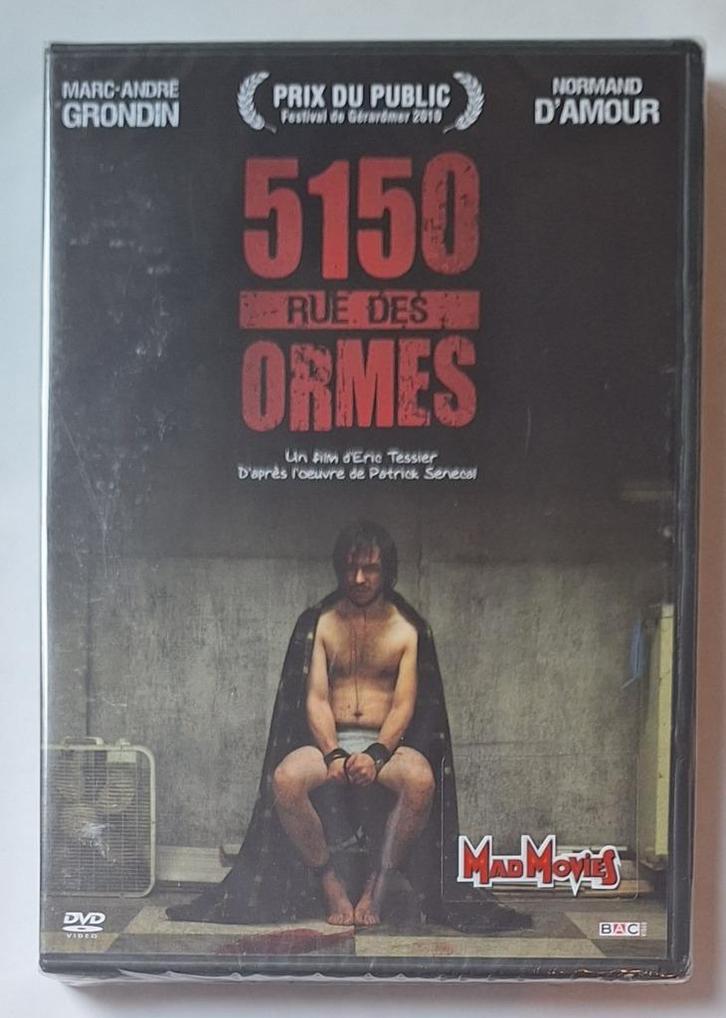 MARC-ANDRÉ
GRONDIN
PRIX DU PUBLIC
Festival de Gérardmer 2010
NORMAND
D'AMOUR
5150
RUE DES
ORMES
Un film d'Eric Tessier
D'après l'oeuvre de Patrick Senecal
MAD MOVIES
DVD
VIDEO
BAC